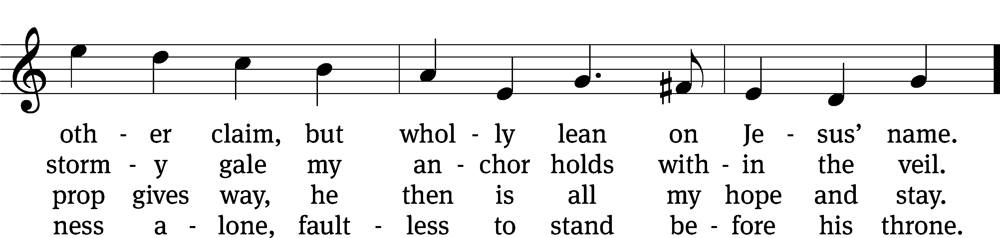 oth - er claim, but whol - ly lean on Je - sus’ name.
storm - y gale my an - chor holds with - in the veil.
prop gives way, he then is all my hope and stay.
ness a - lone, fault - less to stand be - fore his throne.